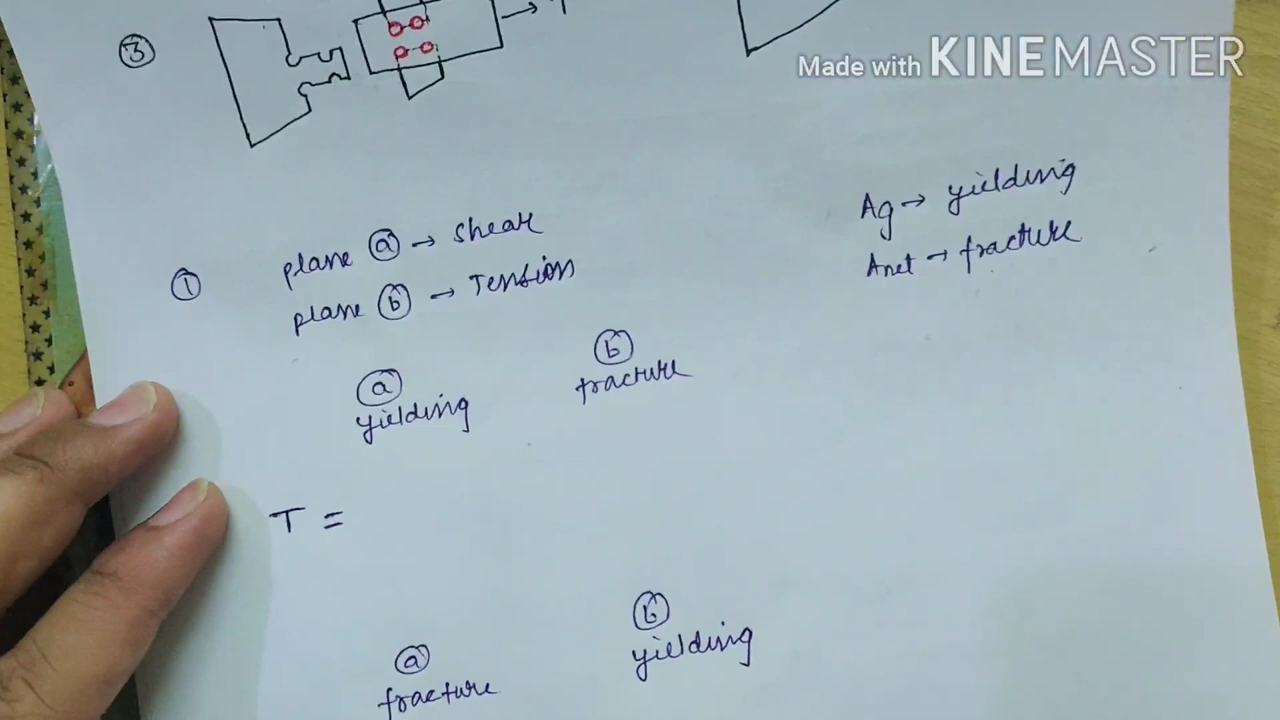 ③
Made with KINEMASTER
① plane ⓐ → shear
plane ⓑ → Tension
Ag → yielding
Anet → fracture
ⓐ
yielding
ⓑ
fracture
T =
ⓐ
fracture
ⓑ
yielding